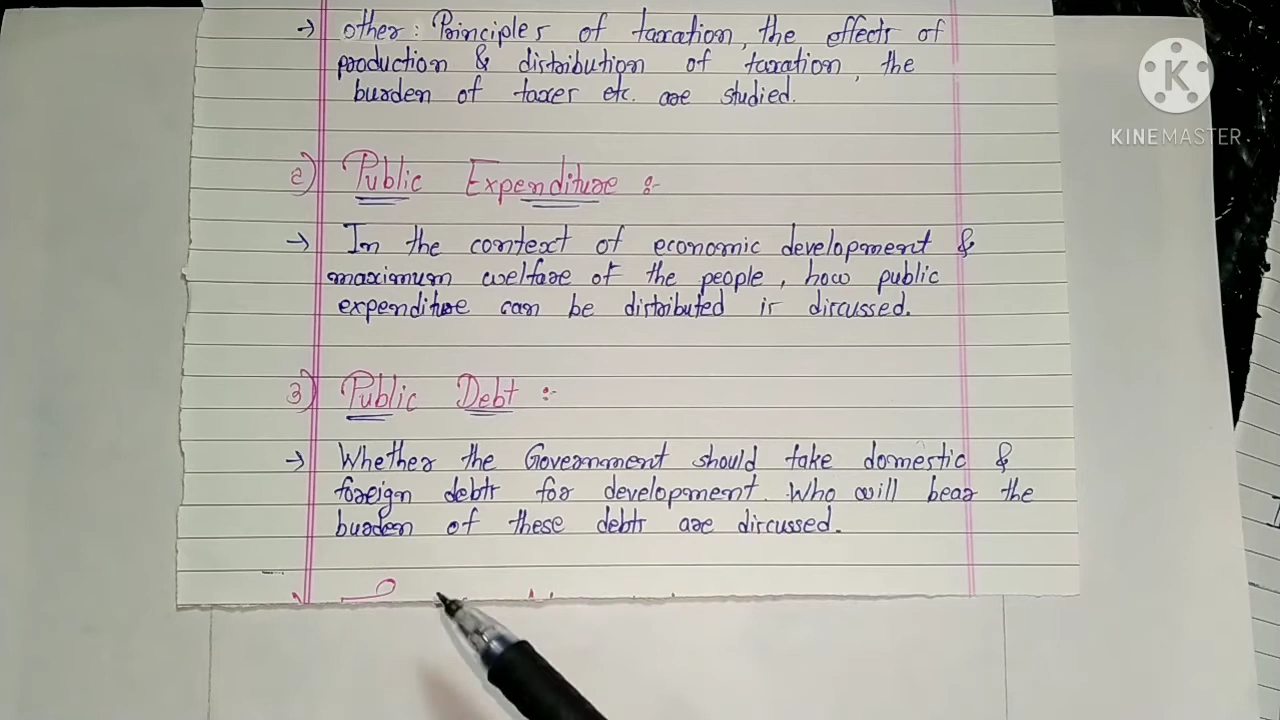 → other: Principles of taxation, the effects of
production & distribution of taxation, the
burden of taxes etc. are studied.
2) Public Expenditure :-
→ In the context of economic development &
maximum welfare of the people, how public
expenditure can be distributed is discussed.
3) Public Debt :-
→ Whether the Government should take domestic &
foreign debts for development. Who will bear the
burden of these debts are discussed.
K
KINEMASTER